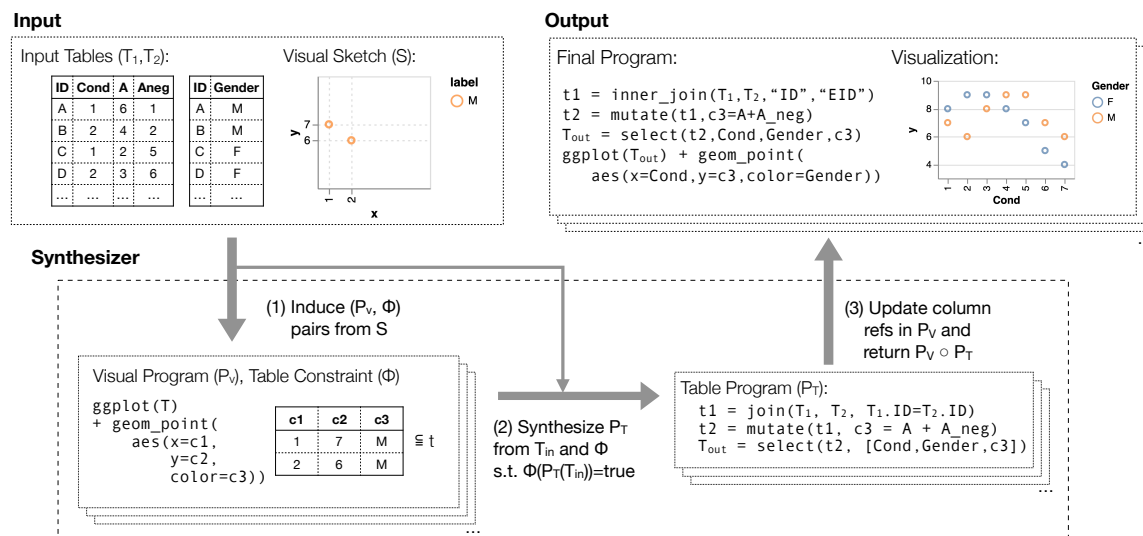 Input
Input Tables (T₁,T₂):
ID Cond A Aneg
A 1 6 1
B 2 4 2
C 1 2 5
D 2 3 6
... ... ... ...
ID Gender
A M
B M
C F
D F
... ...
Visual Sketch (S):
label
M
y
7
6
1
2
x
Output
Final Program:
t1 = inner_join(T₁,T₂,“ID”,“EID”)
t2 = mutate(t1,c3=A+A_neg)
Tout = select(t2,Cond,Gender,c3)
ggplot(Tout) + geom_point(
aes(x=Cond,y=c3,color=Gender))
Visualization:
Gender
F
M
y
10
8
6
4
1 2 3 4 5 6 7
Cond
...
Synthesizer
(1) Induce (Pᵥ, Φ)
pairs from S
Visual Program (Pᵥ), Table Constraint (Φ)
ggplot(T)
+ geom_point(
aes(x=c1,
y=c2,
color=c3))
c1 c2 c3
1 7 M
2 6 M
⊆ t
...
(2) Synthesize PT
from Tin and Φ
s.t. Φ(PT(Tin))=true
(3) Update column
refs in PV and
return PV ○ PT
Table Program (PT):
t1 = join(T₁, T₂, T₁.ID=T₂.ID)
t2 = mutate(t1, c3 = A + A_neg)
Tout = select(t2, [Cond,Gender,c3])
...